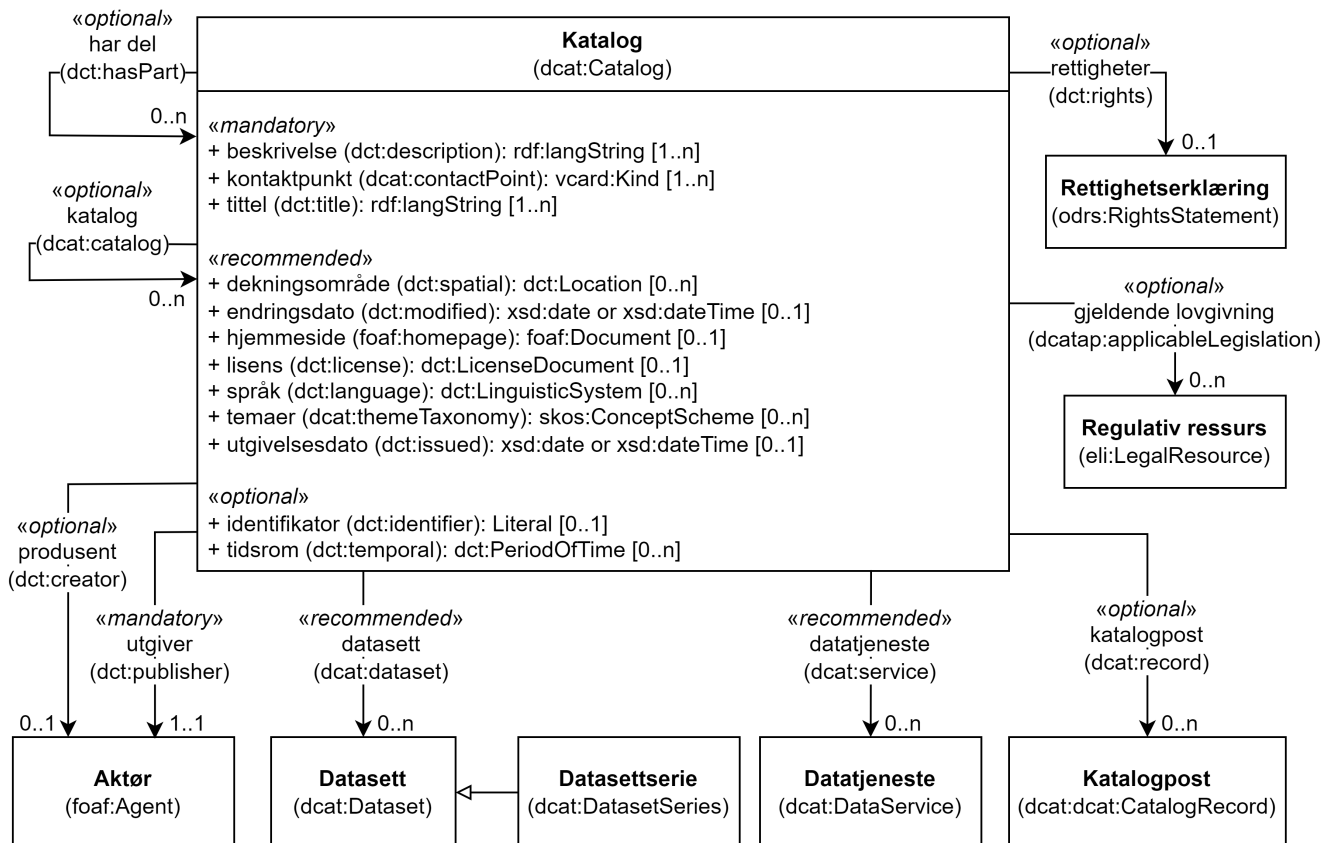 «optional»
har del
(dct:hasPart)
0..n
«optional»
katalog
(dcat:catalog)
0..n
Katalog
(dcat:Catalog)
«mandatory»
+ beskrivelse (dct:description): rdf:langString [1..n]
+ kontaktpunkt (dcat:contactPoint): vcard:Kind [1..n]
+ tittel (dct:title): rdf:langString [1..n]
«recommended»
+ dekningsområde (dct:spatial): dct:Location [0..n]
+ endringsdato (dct:modified): xsd:date or xsd:dateTime [0..1]
+ hjemmeside (foaf:homepage): foaf:Document [0..1]
+ lisens (dct:license): dct:LicenseDocument [0..1]
+ språk (dct:language): dct:LinguisticSystem [0..n]
+ temaer (dcat:themeTaxonomy): skos:ConceptScheme [0..n]
+ utgivelsesdato (dct:issued): xsd:date or xsd:dateTime [0..1]
«optional»
+ identifikator (dct:identifier): Literal [0..1]
+ tidsrom (dct:temporal): dct:PeriodOfTime [0..n]
«optional»
rettigheter
(dct:rights)
0..1
Rettighetserklæring
(odrs:RightsStatement)
«optional»
gjeldende lovgivning
(dcatap:applicableLegislation)
0..n
Regulativ ressurs
(eli:LegalResource)
«optional»
produsent
(dct:creator)
0..1
«mandatory»
utgiver
(dct:publisher)
1..1
«recommended»
datasett
(dcat:dataset)
0..n
«recommended»
datatjeneste
(dcat:service)
0..n
«optional»
katalogpost
(dcat:record)
0..n
Aktør
(foaf:Agent)
Datasett
(dcat:Dataset)
Datasettserie
(dcat:DatasetSeries)
Datatjeneste
(dcat:DataService)
Katalogpost
(dcat:dcat:CatalogRecord)